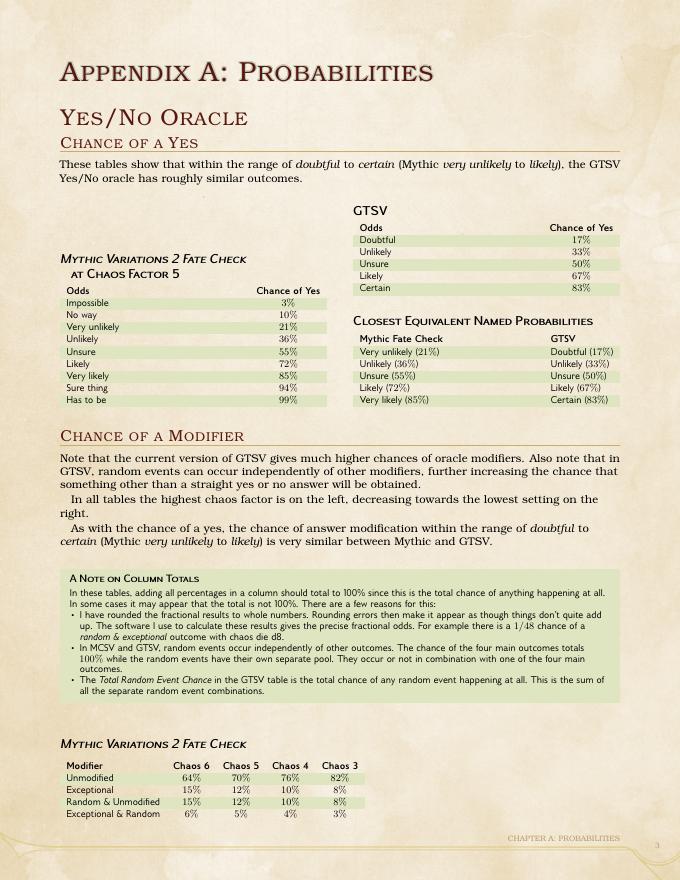 Appendix A: Probabilities
Yes/No Oracle
Chance of a Yes
These tables show that within the range of doubtful to certain (Mythic very unlikely to likely), the GTSV
Yes/No oracle has roughly similar outcomes.
Mythic Variations 2 Fate Check
at Chaos Factor 5
Odds Chance of Yes
Impossible 3%
No way 10%
Very unlikely 21%
Unlikely 36%
Unsure 55%
Likely 72%
Very likely 85%
Sure thing 94%
Has to be 99%
GTSV
Odds Chance of Yes
Doubtful 17%
Unlikely 33%
Unsure 50%
Likely 67%
Certain 83%
Closest Equivalent Named Probabilities
Mythic Fate Check GTSV
Very unlikely (21%) Doubtful (17%)
Unlikely (36%) Unlikely (33%)
Unsure (55%) Unsure (50%)
Likely (72%) Likely (67%)
Very likely (85%) Certain (83%)
Chance of a Modifier
Note that the current version of GTSV gives much higher chances of oracle modifiers. Also note that in
GTSV, random events can occur independently of other modifiers, further increasing the chance that
something other than a straight yes or no answer will be obtained.
In all tables the highest chaos factor is on the left, decreasing towards the lowest setting on the
right.
As with the chance of a yes, the chance of answer modification within the range of doubtful to
certain (Mythic very unlikely to likely) is very similar between Mythic and GTSV.
A Note on Column Totals
In these tables, adding all percentages in a column should total to 100% since this is the total chance of anything happening at all.
In some cases it may appear that the total is not 100%. There are a few reasons for this:
• I have rounded the fractional results to whole numbers. Rounding errors then make it appear as though things don't quite add
up. The software I use to calculate these results gives the precise fractional odds. For example there is a 1/48 chance of a
random & exceptional outcome with chaos die d8.
• In MCSV and GTSV, random events occur independently of other outcomes. The chance of the four main outcomes totals
100% while the random events have their own separate pool. They occur or not in combination with one of the four main
outcomes.
• The Total Random Event Chance in the GTSV table is the total chance of any random event happening at all. This is the sum of
all the separate random event combinations.
Mythic Variations 2 Fate Check
Modifier Chaos 6 Chaos 5 Chaos 4 Chaos 3
Unmodified 64% 70% 76% 82%
Exceptional 15% 12% 10% 8%
Random & Unmodified 15% 12% 10% 8%
Exceptional & Random 6% 5% 4% 3%
CHAPTER A: PROBABILITIES
3